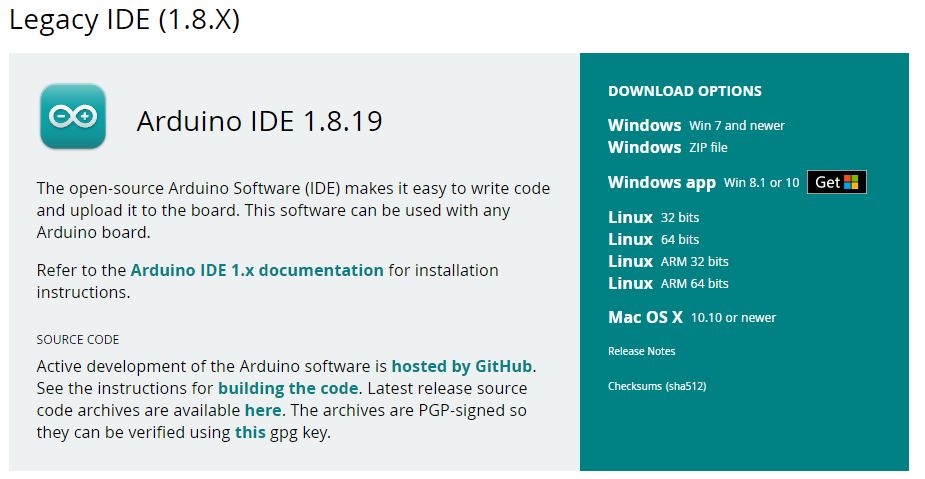 Legacy IDE (1.8.X)
Arduino IDE 1.8.19
The open-source Arduino Software (IDE) makes it easy to write code
and upload it to the board. This software can be used with any
Arduino board.
Refer to the Arduino IDE 1.x documentation for installation
instructions.
SOURCE CODE
Active development of the Arduino software is hosted by GitHub.
See the instructions for building the code. Latest release source
code archives are available here. The archives are PGP-signed so
they can be verified using this gpg key.
DOWNLOAD OPTIONS
Windows Win 7 and newer
Windows ZIP file
Windows app Win 8.1 or 10 Get
Linux 32 bits
Linux 64 bits
Linux ARM 32 bits
Linux ARM 64 bits
Mac OS X 10.10 or newer
Release Notes
Checksums (sha512)